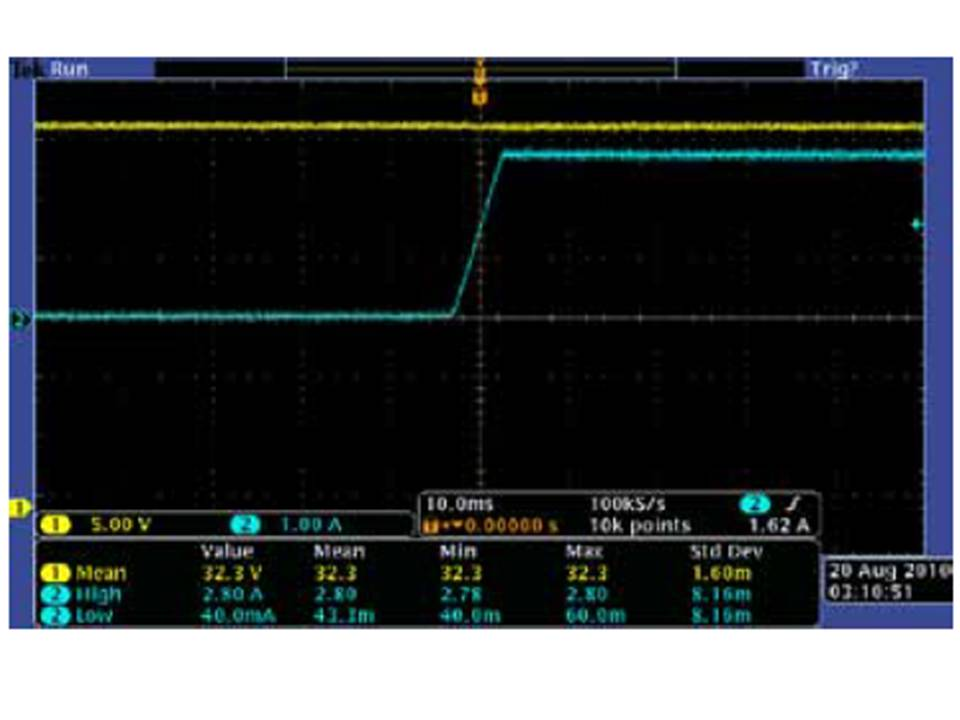 Tek Run Trig?
2
1
1 5.00 V 2 1.00 A
10.0ms 100kS/s 2
0.00000 s 10k points 1.62 A
Value Mean Min Max Std Dev
1 Mean 32.3 V 32.3 32.3 32.3 1.60m
2 High 2.80 A 2.80 2.78 2.80 8.16m
2 Low 40.0mA 43.3m 40.0m 60.0m 8.16m
20 Aug 2010
03:10:51